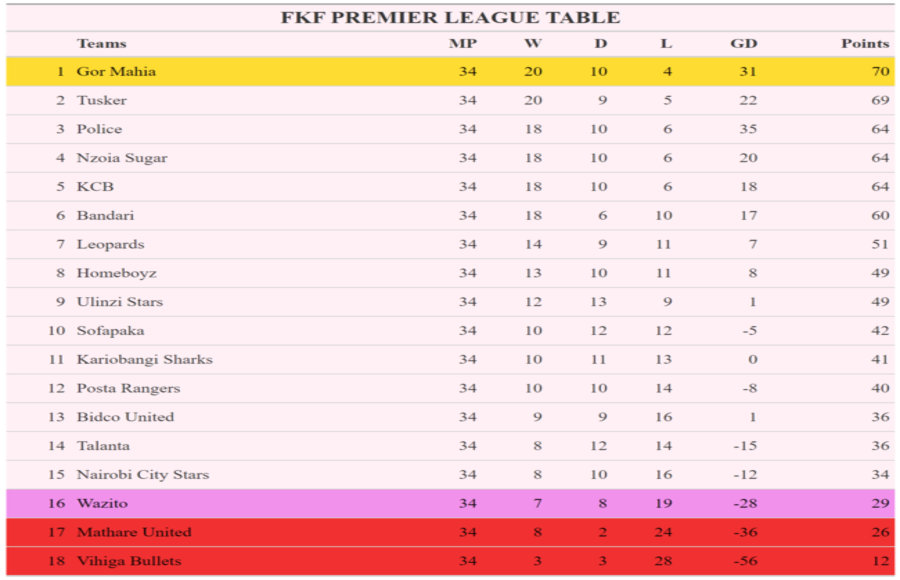 FKF PREMIER LEAGUE TABLE
Teams MP W D L GD Points
1 Gor Mahia 34 20 10 4 31 70
2 Tusker 34 20 9 5 22 69
3 Police 34 18 10 6 35 64
4 Nzoia Sugar 34 18 10 6 20 64
5 KCB 34 18 10 6 18 64
6 Bandari 34 18 6 10 17 60
7 Leopards 34 14 9 11 7 51
8 Homeboyz 34 13 10 11 8 49
9 Ulinzi Stars 34 12 13 9 1 49
10 Sofapaka 34 10 12 12 -5 42
11 Kariobangi Sharks 34 10 11 13 0 41
12 Posta Rangers 34 10 10 14 -8 40
13 Bidco United 34 9 9 16 1 36
14 Talanta 34 8 12 14 -15 36
15 Nairobi City Stars 34 8 10 16 -12 34
16 Wazito 34 7 8 19 -28 29
17 Mathare United 34 8 2 24 -36 26
18 Vihiga Bullets 34 3 3 28 -56 12